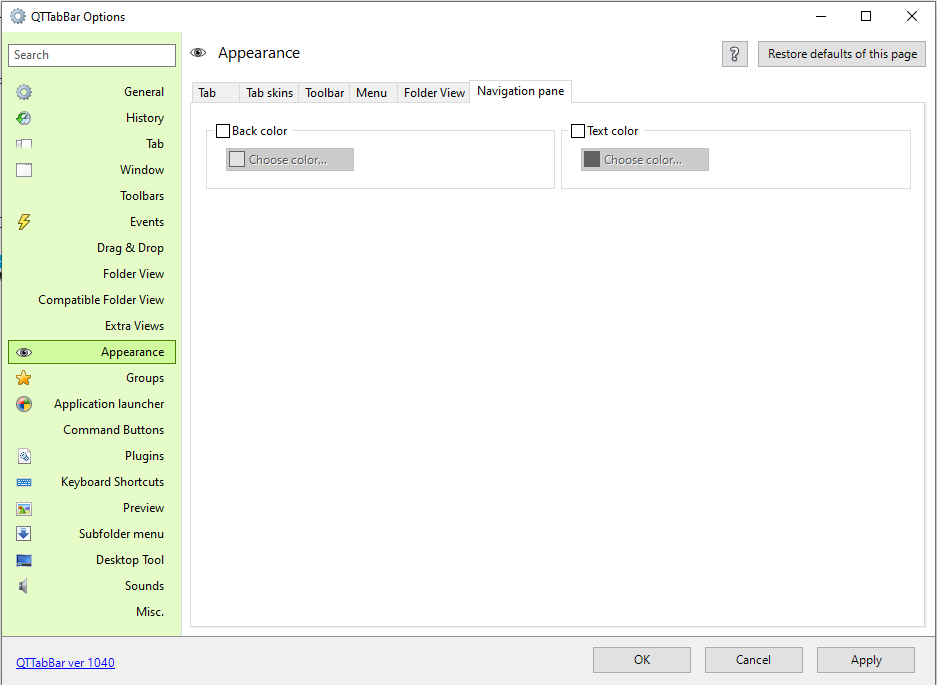 QTTabBar Options
Search
General
History
Tab
Window
Toolbars
Events
Drag & Drop
Folder View
Compatible Folder View
Extra Views
Appearance
Groups
Application launcher
Command Buttons
Plugins
Keyboard Shortcuts
Preview
Subfolder menu
Desktop Tool
Sounds
Misc.
Appearance
?
Restore defaults of this page
Tab Tab skins Toolbar Menu Folder View Navigation pane
Back color
Choose color...
Text color
Choose color...
QTTabBar ver 1040
OK Cancel Apply